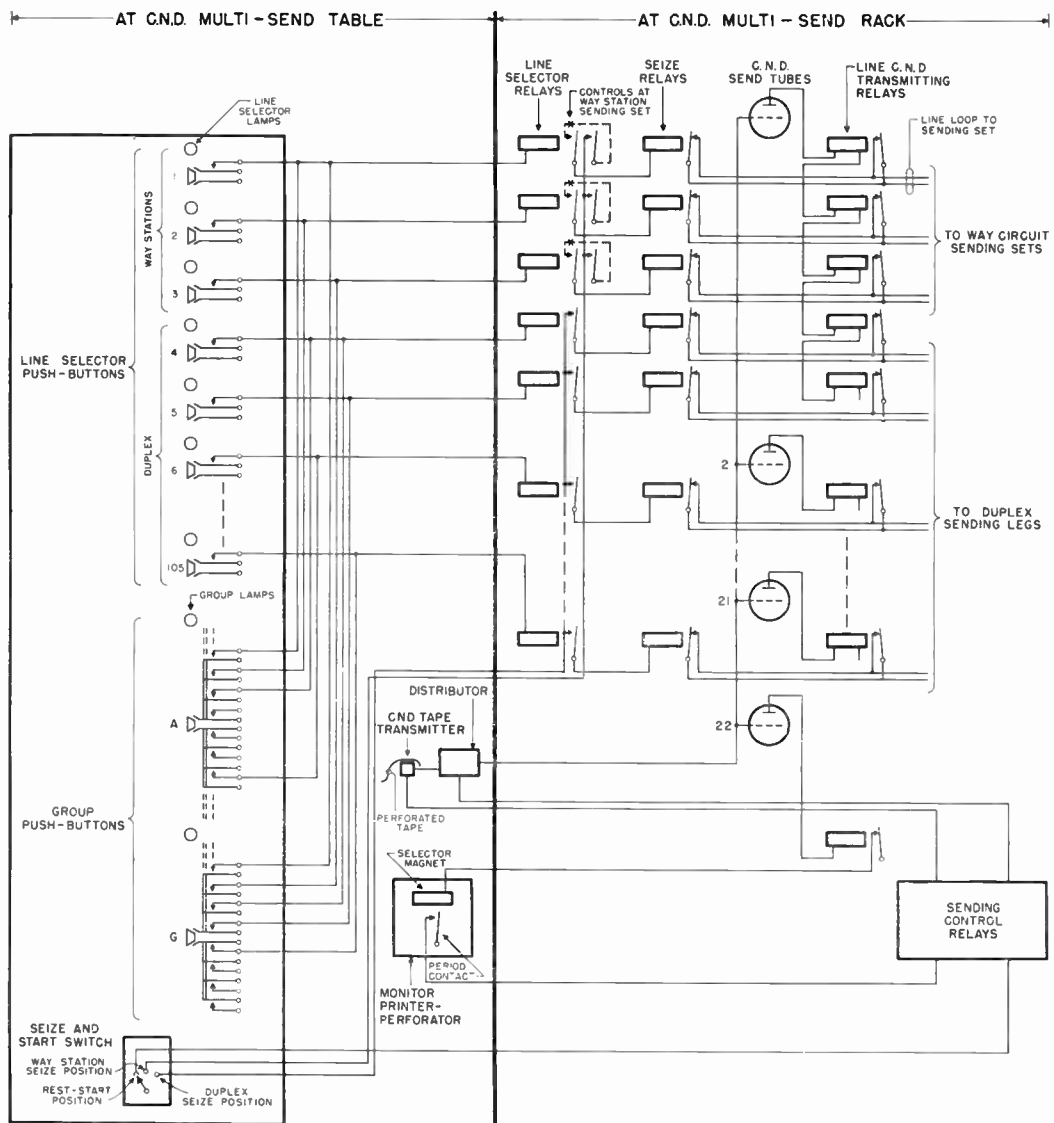 AT C.N.D. MULTI-SEND TABLE
AT C.N.D. MULTI-SEND RACK
LINE
SELECTOR
LAMPS
LINE
SELECTOR
RELAYS
CONTROLS AT
WAY STATION
SENDING SET
SEIZE
RELAYS
C.N.D.
SEND TUBES
LINE C.N.D
TRANSMITTING
RELAYS
LINE LOOP TO
SENDING SET
WAY STATIONS
1
2
3
TO WAY CIRCUIT
SENDING SETS
LINE SELECTOR
PUSH-BUTTONS
DUPLEX
4
5
6
105
2
21
22
TO DUPLEX
SENDING LEGS
GROUP LAMPS
A
GROUP
PUSH-BUTTONS
G
DISTRIBUTOR
CND TAPE
TRANSMITTER
PERFORATED
TAPE
SELECTOR
MAGNET
PERIOD
CONTACT
MONITOR
PRINTER-
PERFORATOR
SENDING
CONTROL
RELAYS
SEIZE AND
START SWITCH
WAY STATION
SEIZE POSITION
REST-START
POSITION
DUPLEX
SEIZE POSITION